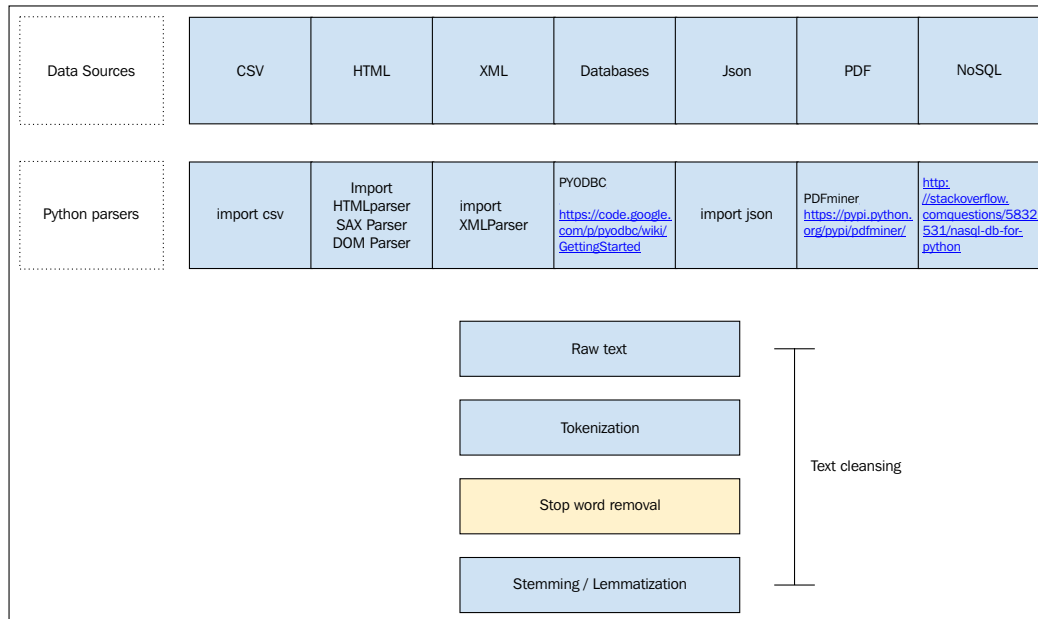 Data Sources
CSV
HTML
XML
Databases
Json
PDF
NoSQL
Python parsers
import csv
Import
HTMLparser
SAX Parser
DOM Parser
import
XMLParser
PYODBC
https://code.google.
com/p/pyodbc/wiki/
GettingStarted
import json
PDFminer
https://pypi.python.
org/pypi/pdfminer/
http:
//stackoverflow.
comquestions/5832
531/nasql-db-for-
python
Raw text
Tokenization
Stop word removal
Stemming / Lemmatization
Text cleansing